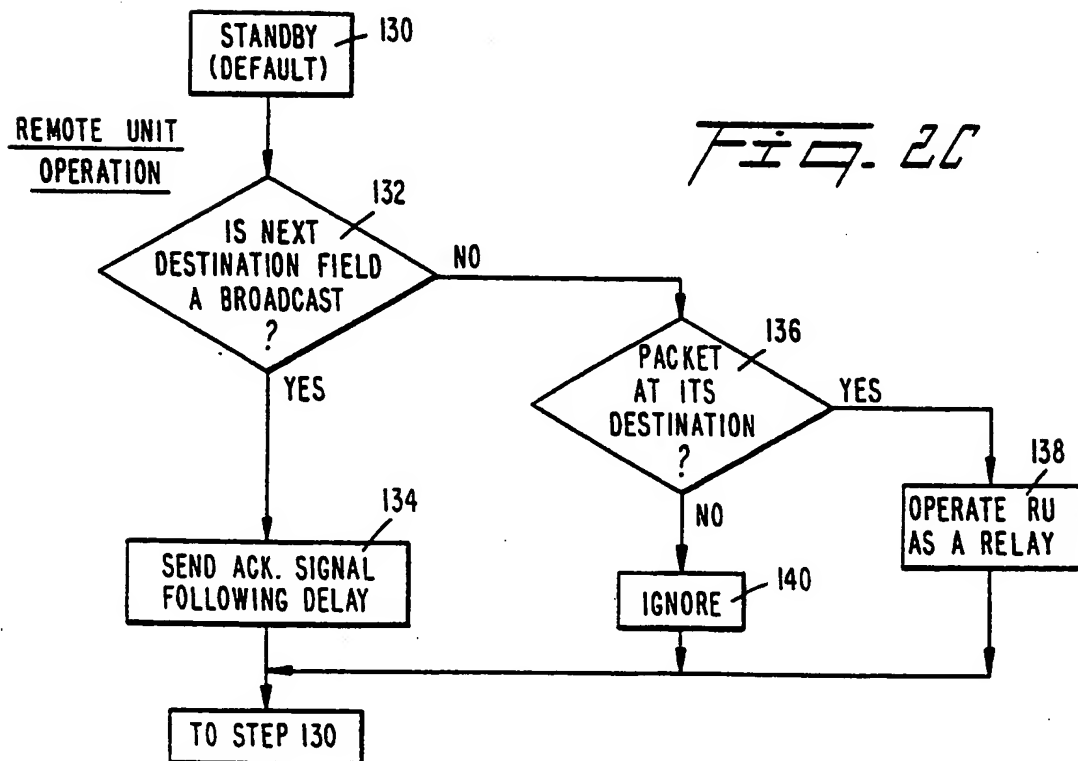 STANDBY
(DEFAULT)
130
REMOTE UNIT
OPERATION
Fig. 2C
132
IS NEXT
DESTINATION FIELD
A BROADCAST
?
NO
YES
136
PACKET
AT ITS
DESTINATION
?
YES
NO
134
SEND ACK. SIGNAL
FOLLOWING DELAY
138
OPERATE RU
AS A RELAY
140
IGNORE
TO STEP 130